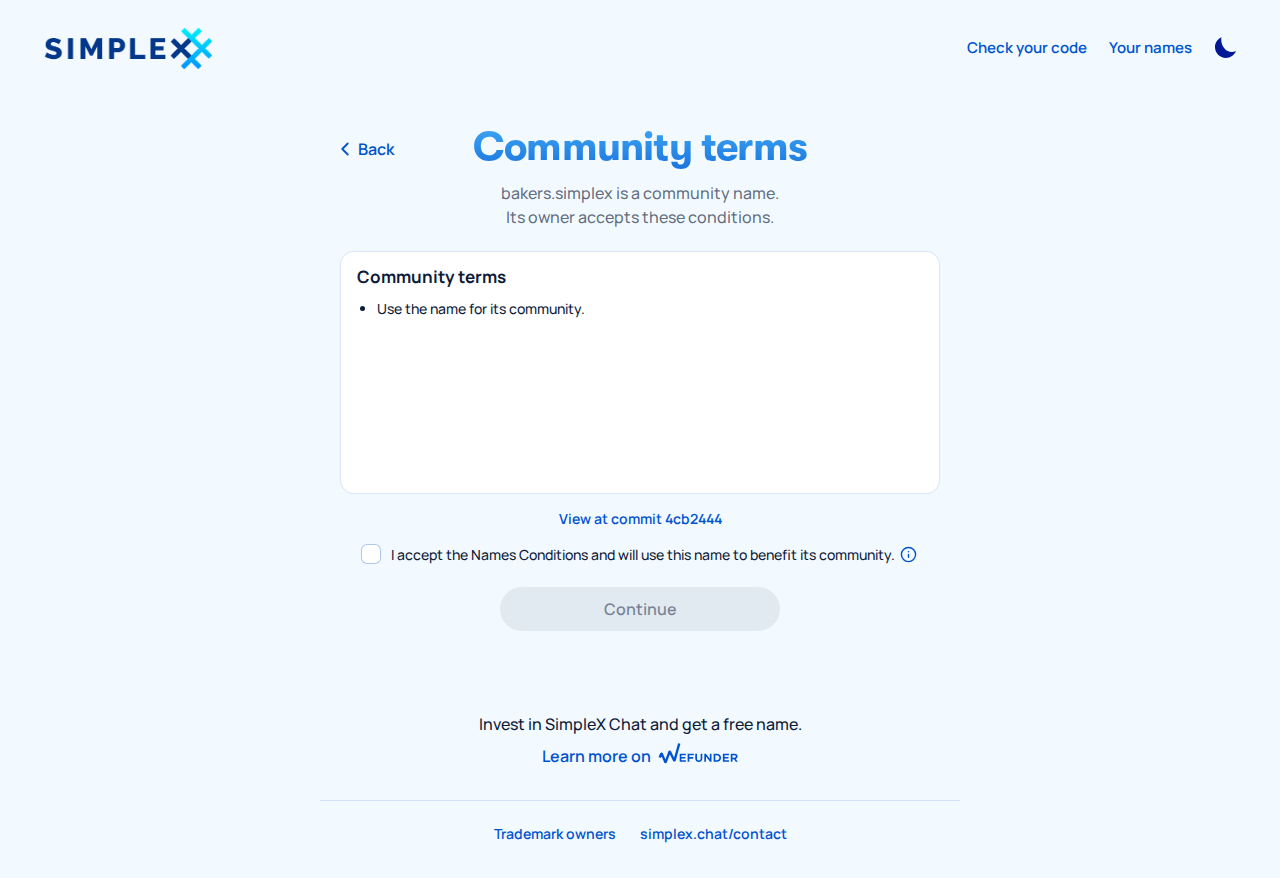 SIMPLEX
Check your code
Your names
Back
Community terms
bakers.simplex is a community name.
Its owner accepts these conditions.
Community terms
• Use the name for its community.
View at commit 4cb2444
I accept the Names Conditions and will use this name to benefit its community.
Continue
Invest in SimpleX Chat and get a free name.
Learn more on WEFUNDER
Trademark owners
simplex.chat/contact